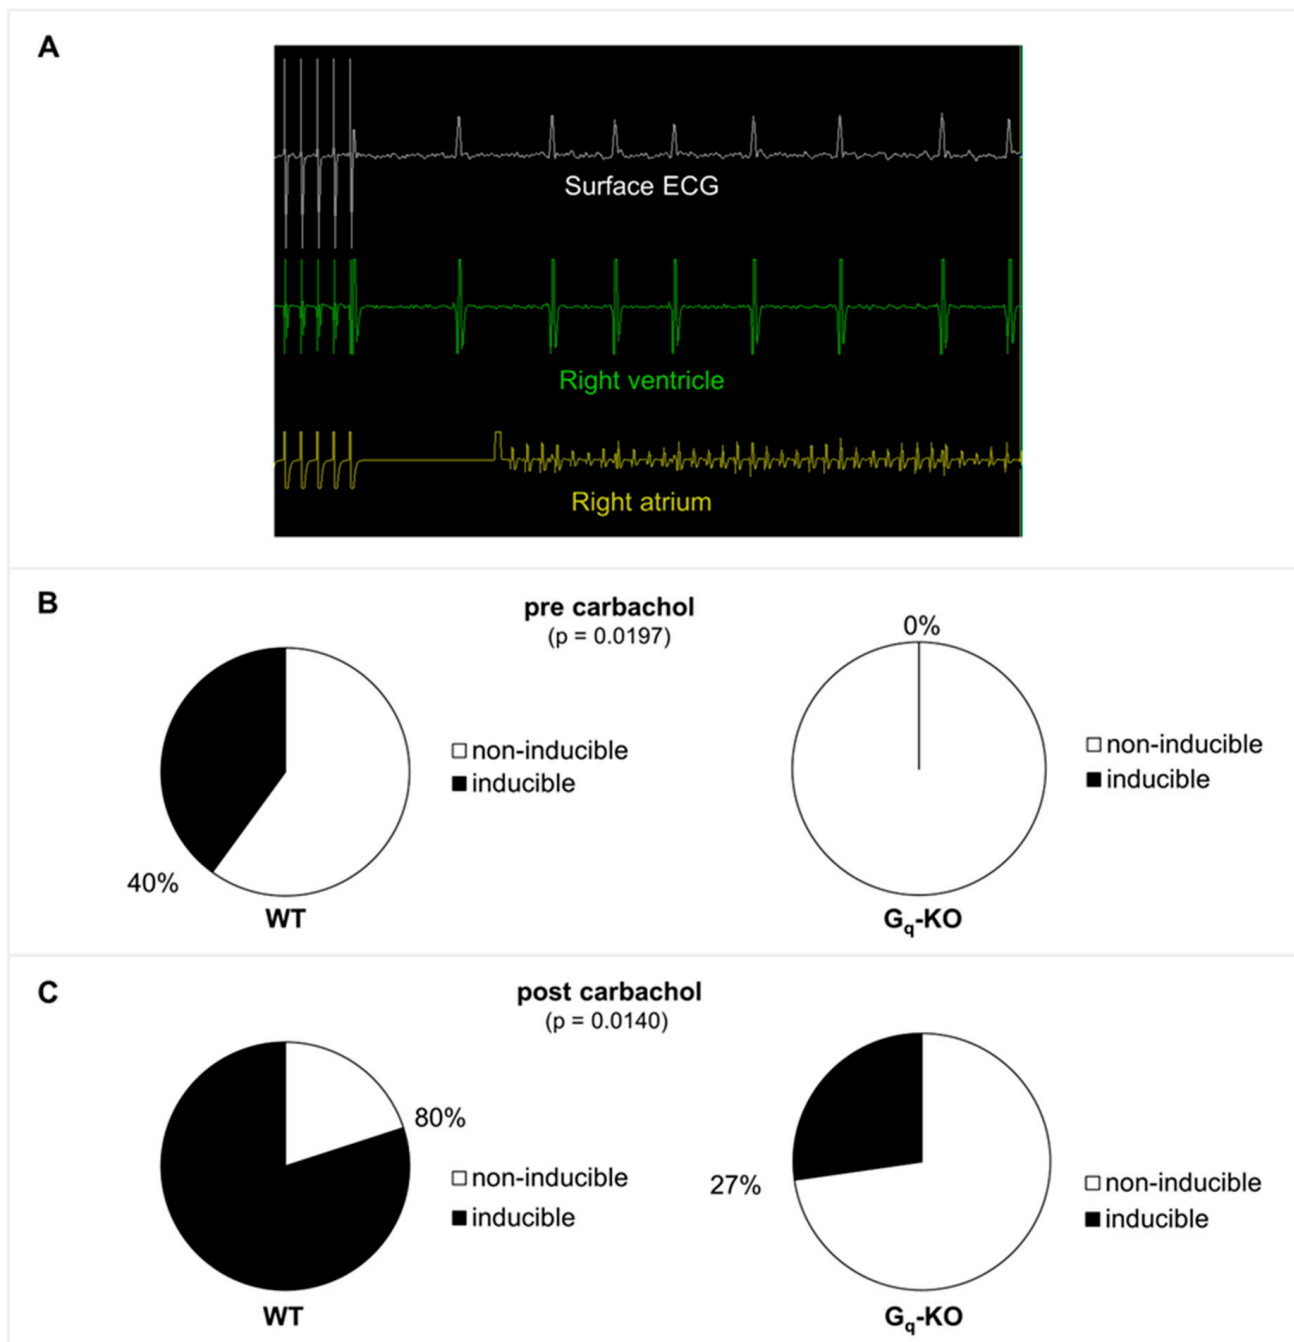 A
Surface ECG
Right ventricle
Right atrium
B
pre carbachol
(p = 0.0197)
0%
non-inducible
inducible
non-inducible
inducible
40%
WT
Gq-KO
C
post carbachol
(p = 0.0140)
80%
non-inducible
inducible
27%
non-inducible
inducible
WT
Gq-KO